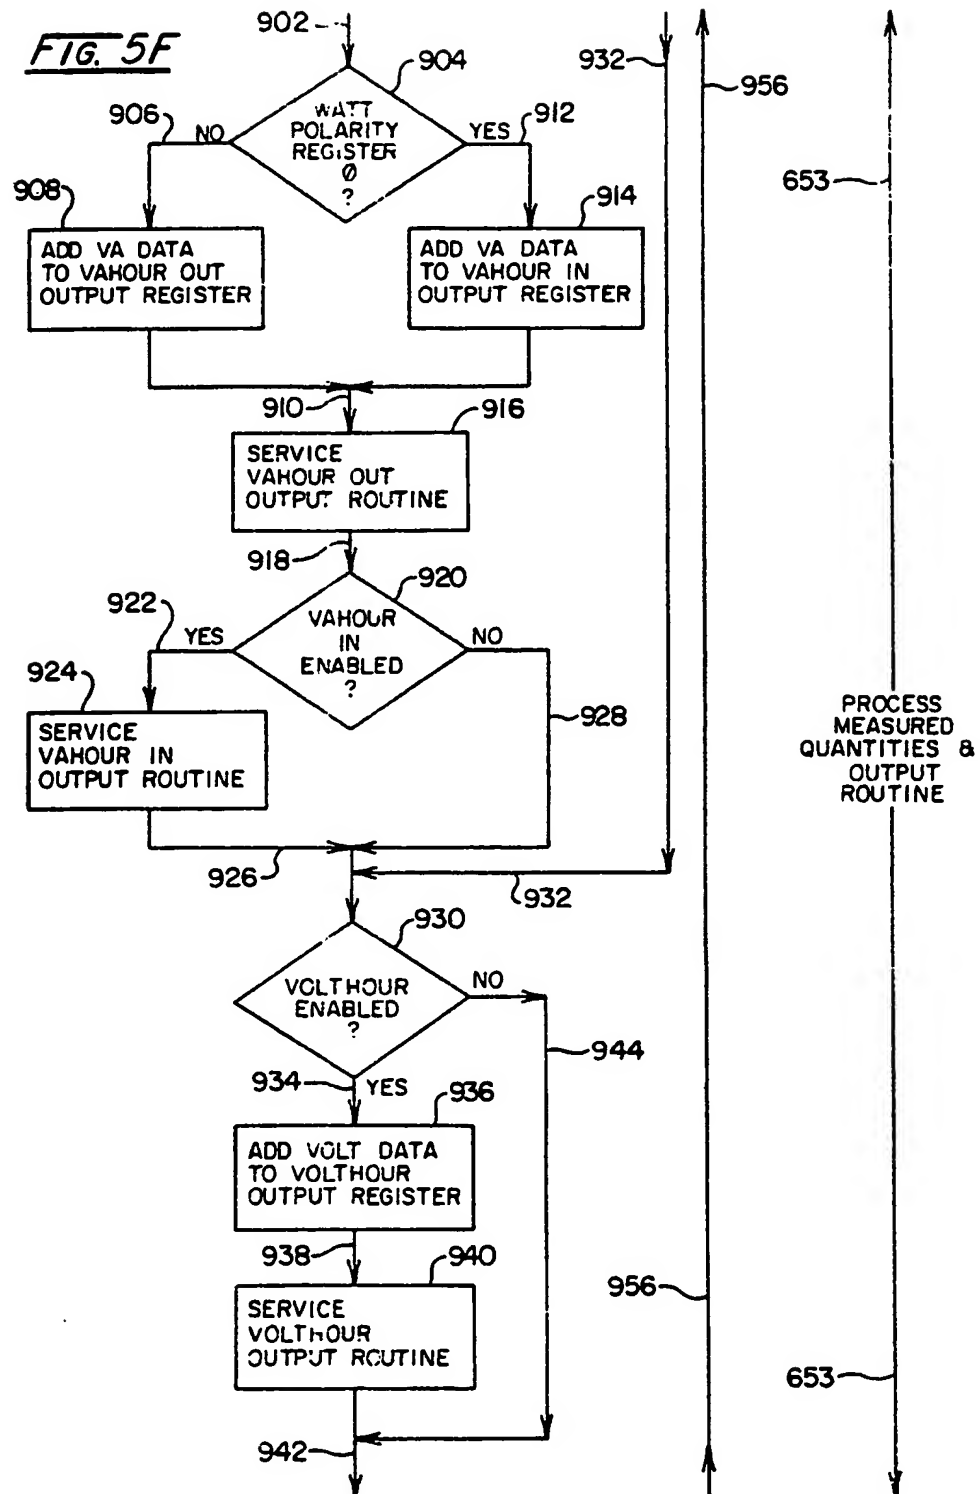 FIG. 5F
902
904
932
956
WATT
POLARITY
REGISTER
Ø
?
906
NO
YES
912
653
908
914
ADD VA DATA
TO VAHOUR OUT
OUTPUT REGISTER
ADD VA DATA
TO VAHOUR IN
OUTPUT REGISTER
910
916
SERVICE
VAHOUR OUT
OUTPUT ROUTINE
918
920
922
YES
VAHOUR
IN
ENABLED
?
NO
924
928
SERVICE
VAHOUR IN
OUTPUT ROUTINE
PROCESS
MEASURED
QUANTITIES &
OUTPUT
ROUTINE
926
932
930
VOLTHOUR
ENABLED
?
NO
944
934
YES
936
ADD VOLT DATA
TO VOLTHOUR
OUTPUT REGISTER
938
940
956
SERVICE
VOLTHOUR
OUTPUT ROUTINE
653
942